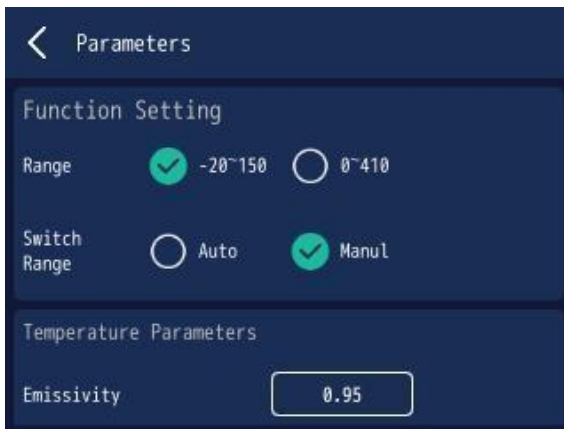 Parameters
Function Setting
Range -20~150 0~410
Switch Range Auto Manul
Temperature Parameters
Emissivity 0.95